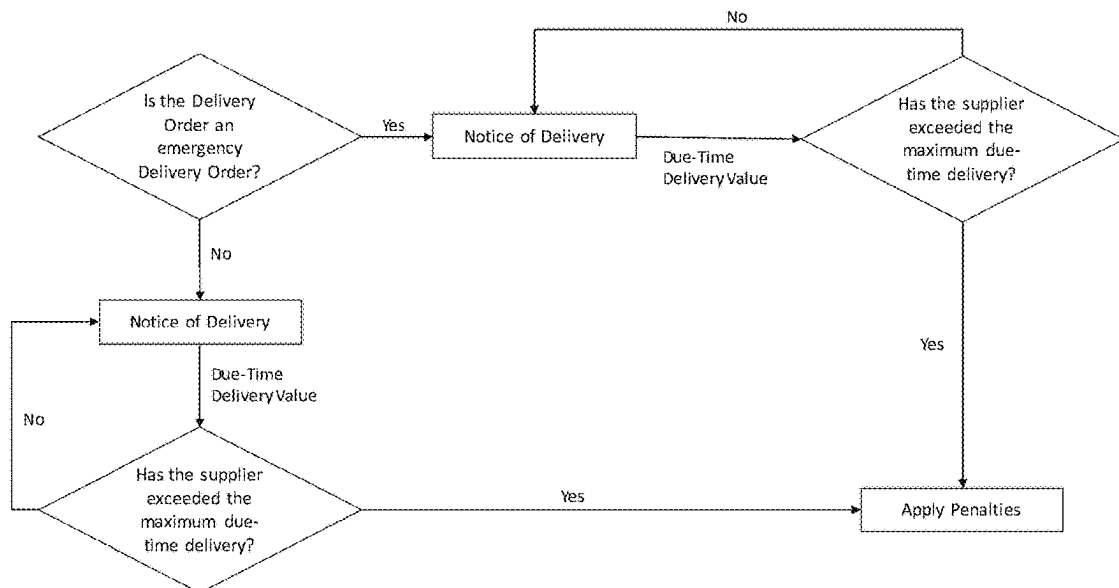 No
Is the Delivery
Order an
emergency
Delivery Order?
Yes
Notice of Delivery
Due-Time
Delivery Value
Has the supplier
exceeded the
maximum due-
time delivery?
No
Notice of Delivery
Yes
Due-Time
Delivery Value
No
Has the supplier
exceeded the
maximum due-
time delivery?
Yes
Apply Penalties